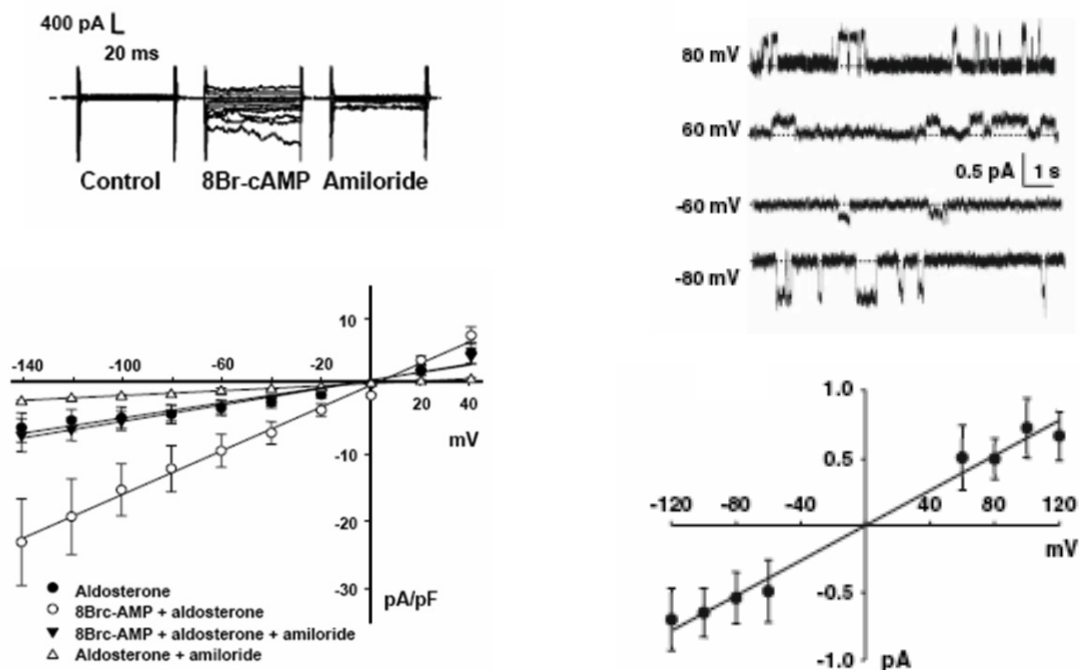 400 pA
20 ms
Control 8Br-cAMP Amiloride
80 mV
60 mV
0.5 pA 1 s
-60 mV
-80 mV
10
-140 -100 -60 -20
20 40
mV
-10
-20
-30
pA/pF
Aldosterone
8Brc-AMP + aldosterone
8Brc-AMP + aldosterone + amiloride
Aldosterone + amiloride
1.0
0.5
-120 -80 -40 40 80 120
mV
-0.5
-1.0
pA